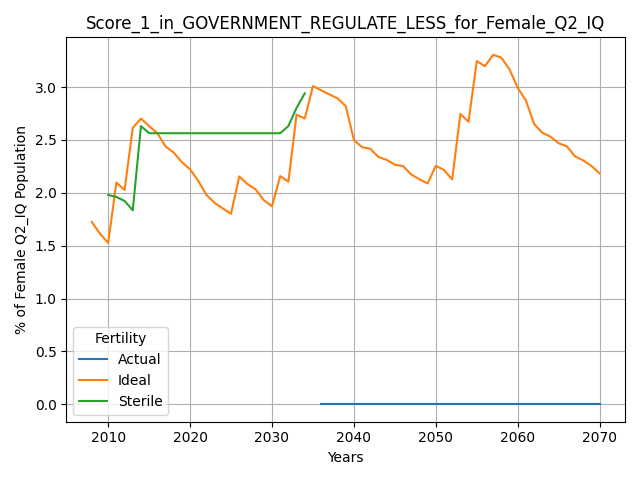 Score_1_in_GOVERNMENT_REGULATE_LESS_for_Female_Q2_IQ
% of Female Q2_IQ Population
3.0
2.5
2.0
1.5
1.0
0.5
0.0
Fertility
Actual
Ideal
Sterile
2010 2020 2030 2040 2050 2060 2070
Years